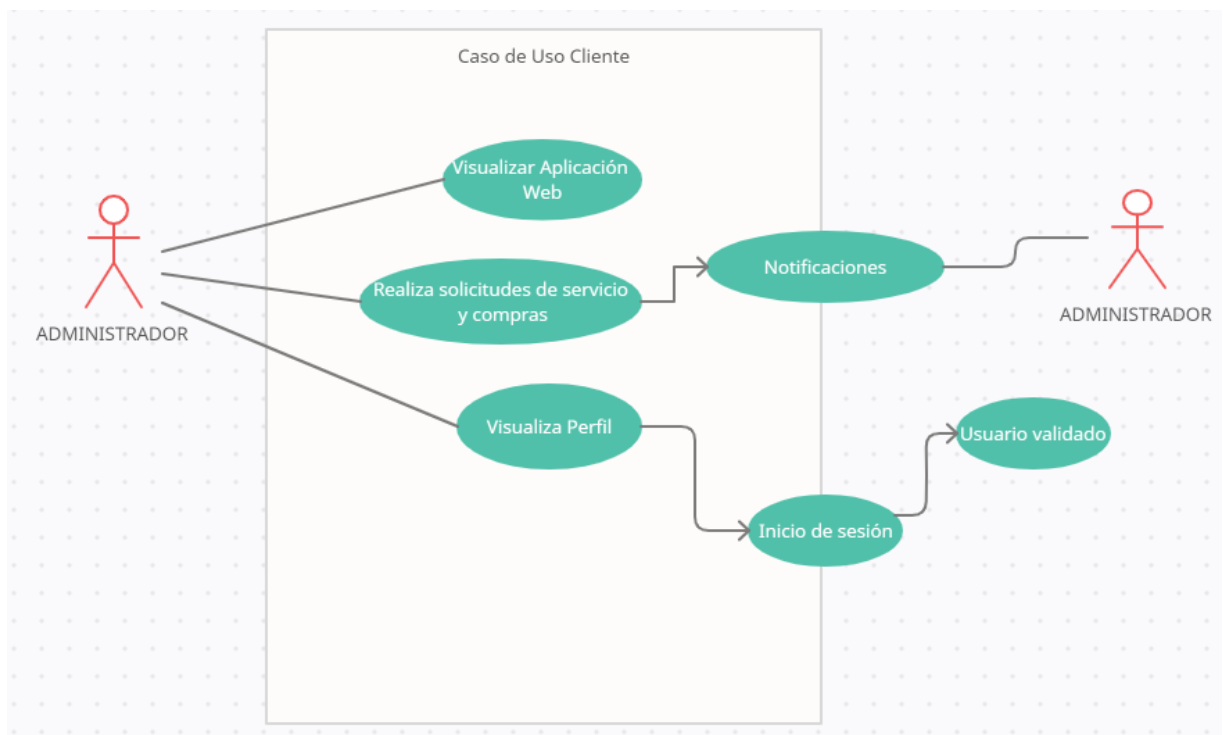 Caso de Uso Cliente
Visualizar Aplicación
Web
Realiza solicitudes de servicio
y compras
Notificaciones
ADMINISTRADOR
ADMINISTRADOR
Visualiza Perfil
Usuario validado
Inicio de sesión